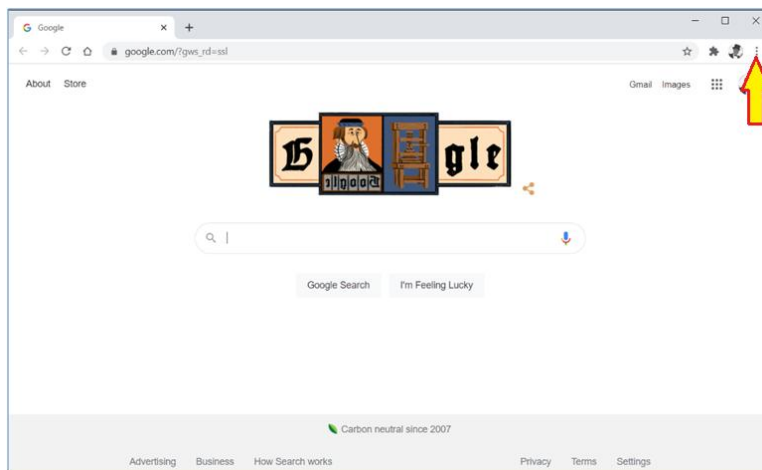 Google
google.com/?gws_rd=ssl
About Store
Gmail Images
G gle
Google Search I'm Feeling Lucky
Carbon neutral since 2007
Advertising Business How Search works
Privacy Terms Settings